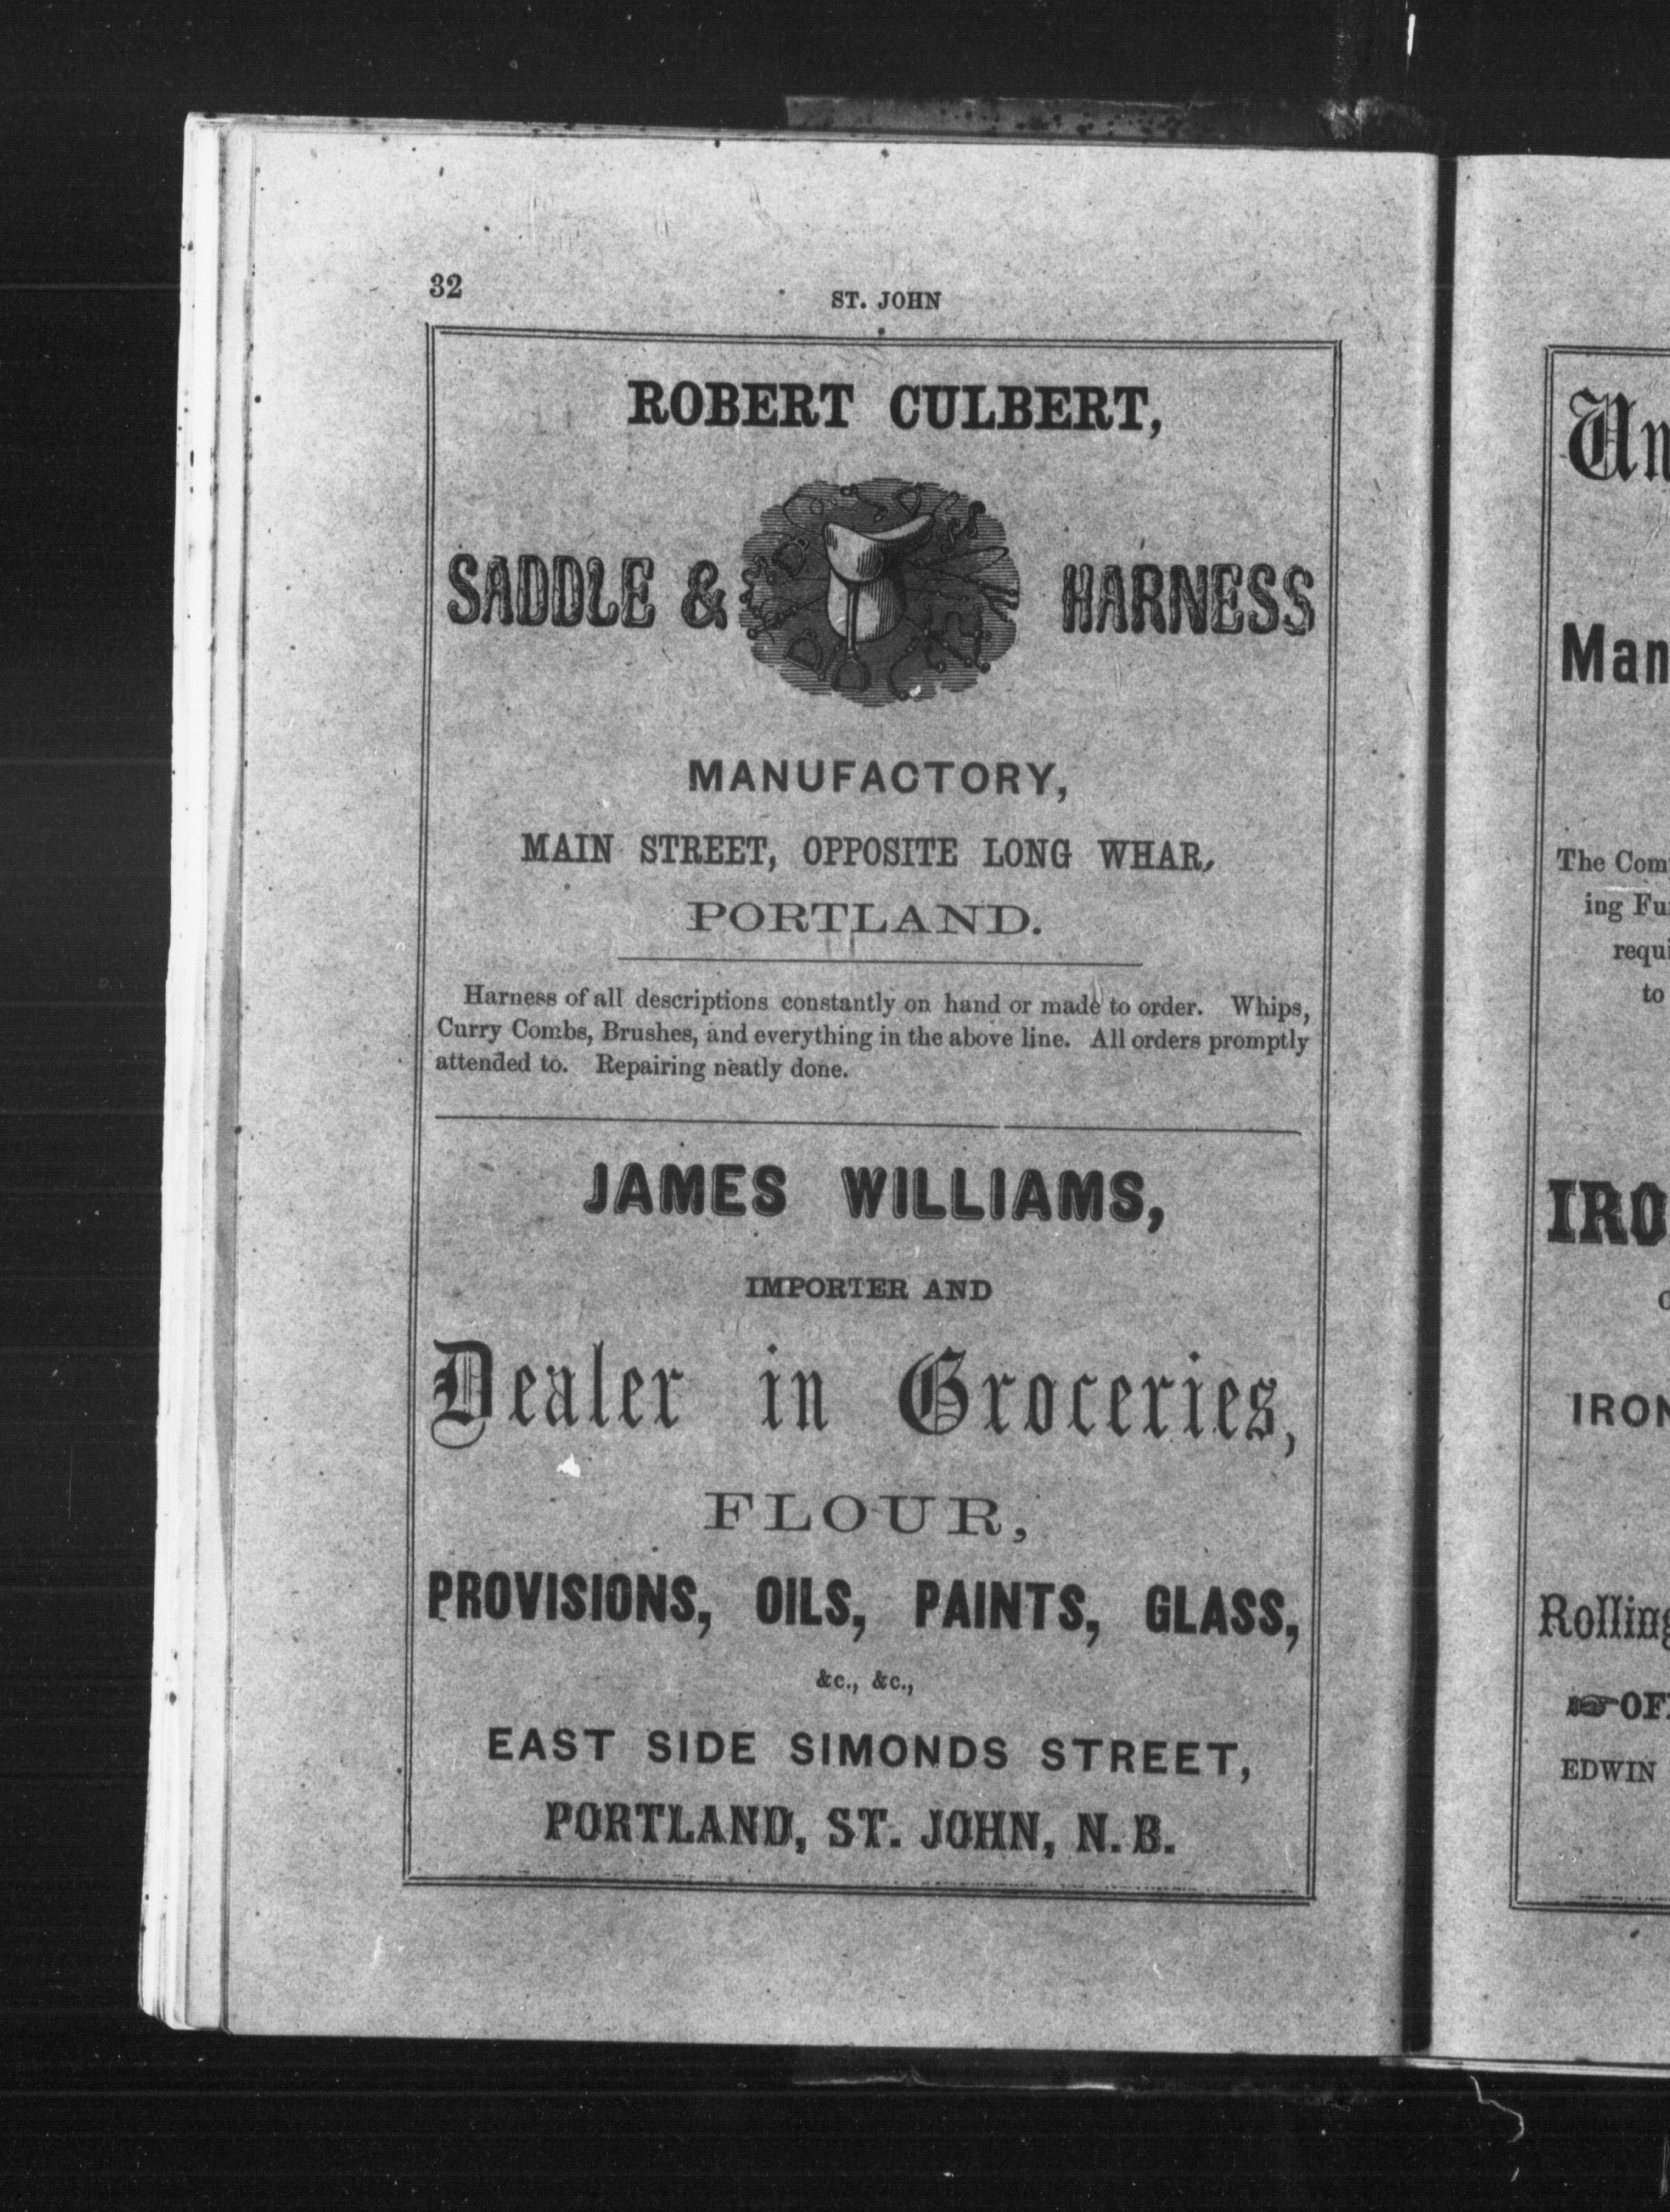 32
ST. JOHN
ROBERT CULBERT,
SADDLE & HARNESS
MANUFACTORY,
MAIN STREET, OPPOSITE LONG WHAR,
PORTLAND.
Harness of all descriptions constantly on hand or made to order. Whips,
Curry Combs, Brushes, and everything in the above line. All orders promptly
attended to. Repairing neatly done.
JAMES WILLIAMS,
IMPORTER AND
Dealer in Groceries,
FLOUR,
PROVISIONS, OILS, PAINTS, GLASS,
&c., &c.,
EAST SIDE SIMONDS STREET,
PORTLAND, ST. JOHN, N. B.
Un
Man
The Com
ing Fu
requi
to
IRO
IRON
Rolling
☞OF
EDWIN